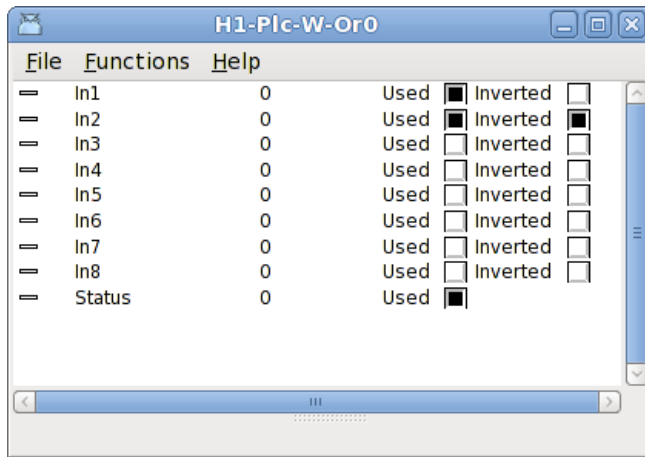 H1-Plc-W-Or0
File Functions Help
In1 0 Used Inverted
In2 0 Used Inverted
In3 0 Used Inverted
In4 0 Used Inverted
In5 0 Used Inverted
In6 0 Used Inverted
In7 0 Used Inverted
In8 0 Used Inverted
Status 0 Used